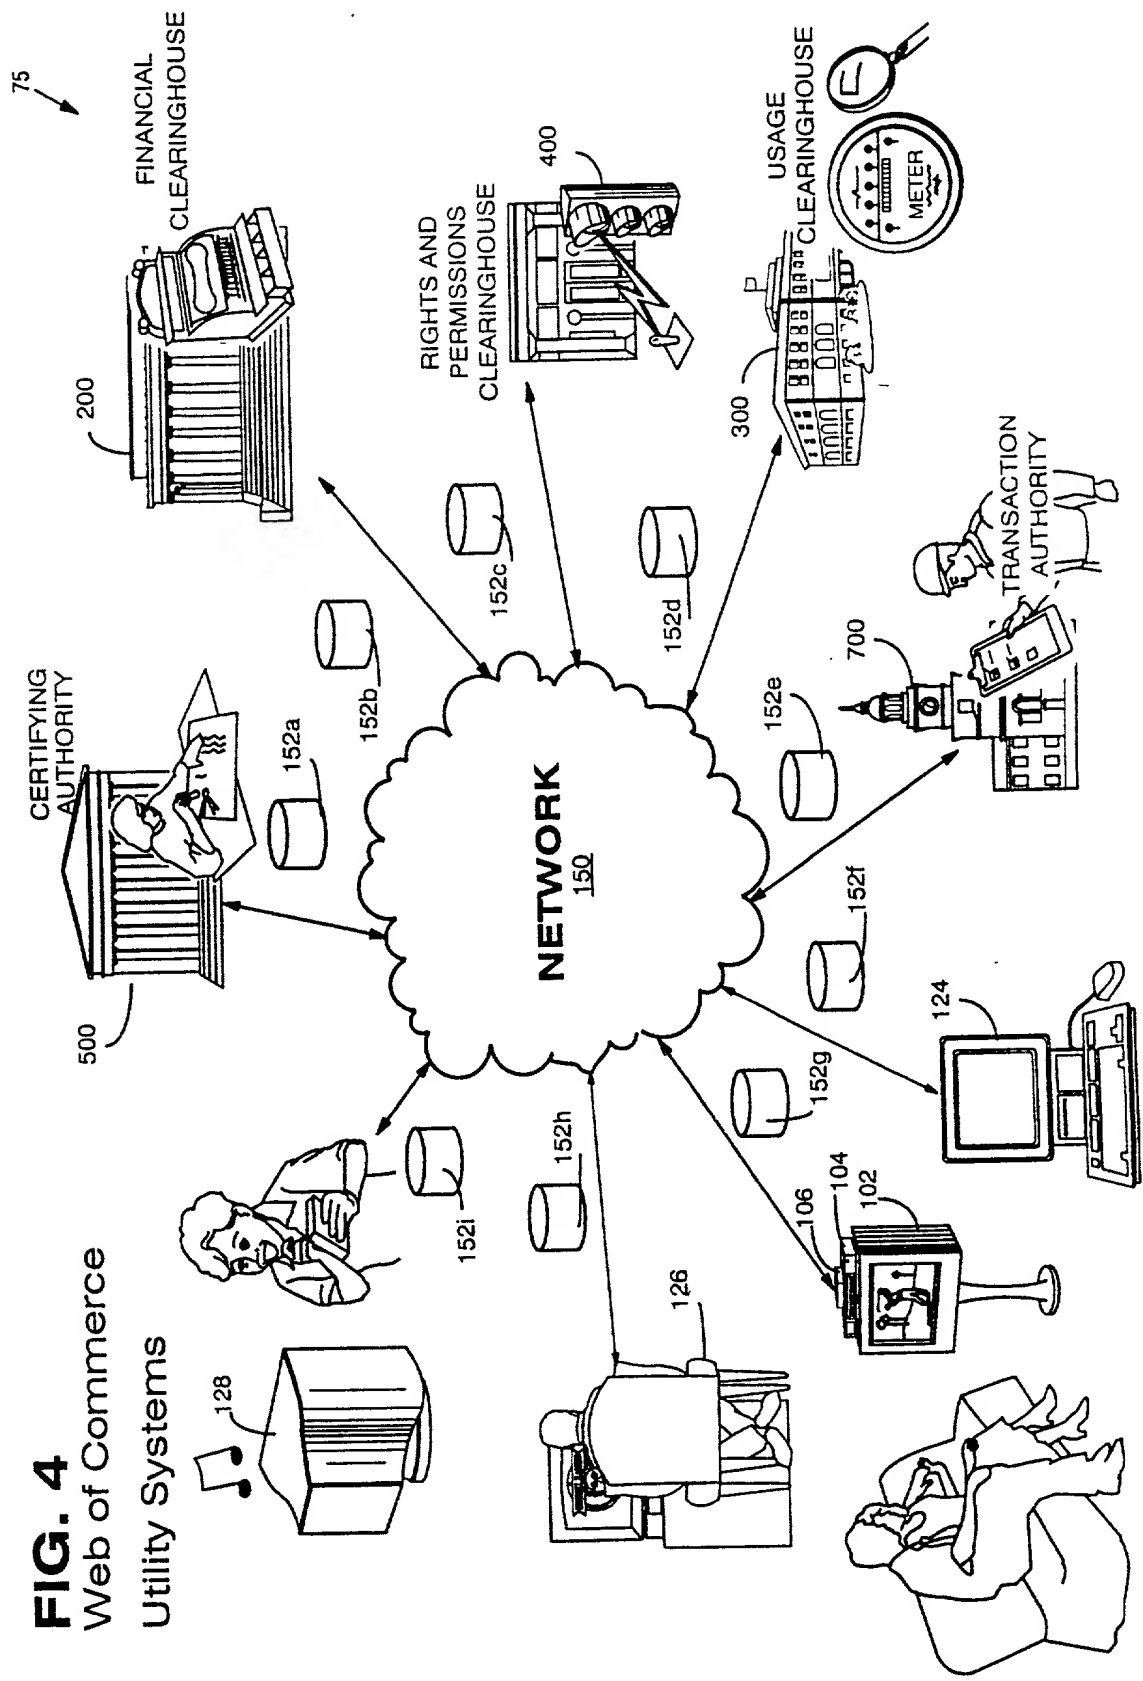 FIG. 4
Web of Commerce
Utility Systems
75
128
500
CERTIFYING
AUTHORITY
200
FINANCIAL
CLEARINGHOUSE
152i
152a
152b
152c
RIGHTS AND
PERMISSIONS
CLEARINGHOUSE
400
NETWORK
150
152h
126
152d
300
USAGE
CLEARINGHOUSE
METER
152g
152e
106
104
102
152f
700
124
TRANSACTION
AUTHORITY